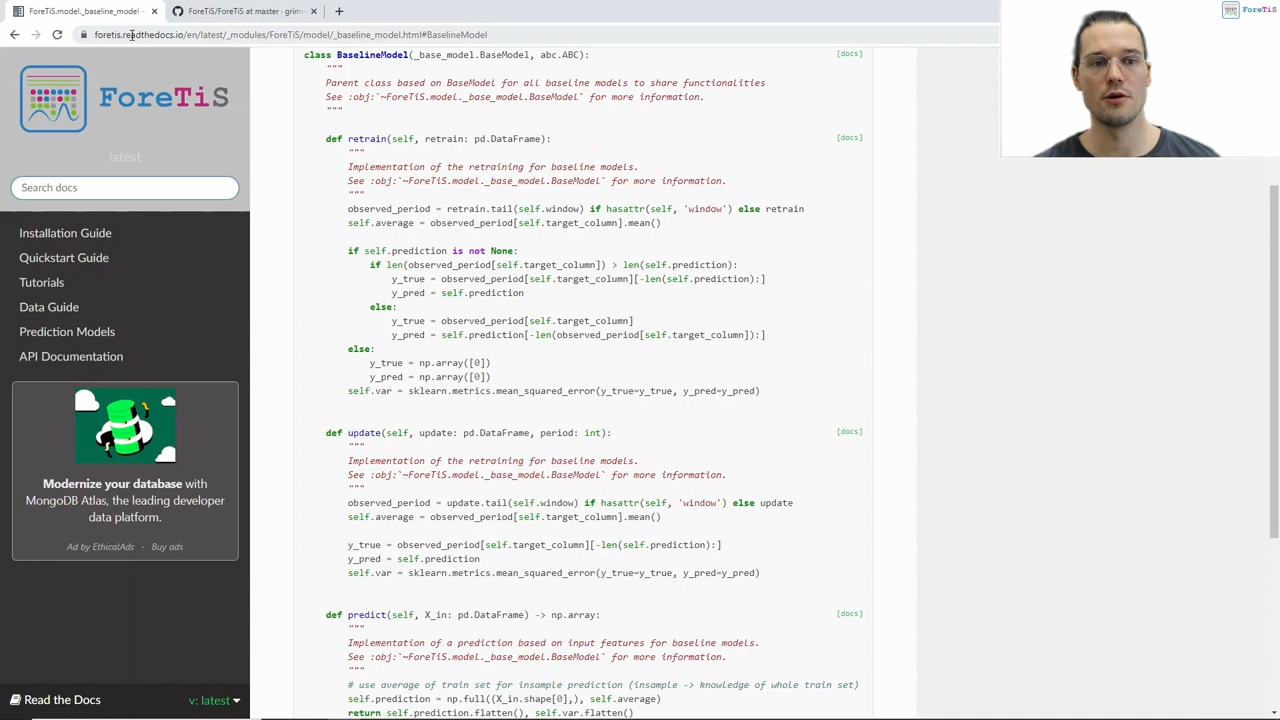 ForeTiS.model._baseline_model
ForeTiS/ForeTiS at master · grimm
foretis.readthedocs.io/en/latest/_modules/ForeTiS/model/_baseline_model.html#BaselineModel
ForeTiS
ForeTiS
latest
Search docs
Installation Guide
Quickstart Guide
Tutorials
Data Guide
Prediction Models
API Documentation
Modernize your database with
MongoDB Atlas, the leading developer
data platform.
Ad by EthicalAds · Buy ads
Read the Docs
v: latest
class BaselineModel(_base_model.BaseModel, abc.ABC): [docs]
"""
Parent class based on BaseModel for all baseline models to share functionalities
See :obj:`~ForeTiS.model._base_model.BaseModel` for more information.
"""
def retrain(self, retrain: pd.DataFrame): [docs]
"""
Implementation of the retraining for baseline models.
See :obj:`~ForeTiS.model._base_model.BaseModel` for more information.
"""
observed_period = retrain.tail(self.window) if hasattr(self, 'window') else retrain
self.average = observed_period[self.target_column].mean()
if self.prediction is not None:
if len(observed_period[self.target_column]) > len(self.prediction):
y_true = observed_period[self.target_column][-len(self.prediction):]
y_pred = self.prediction
else:
y_true = observed_period[self.target_column]
y_pred = self.prediction[-len(observed_period[self.target_column]):]
else:
y_true = np.array([0])
y_pred = np.array([0])
self.var = sklearn.metrics.mean_squared_error(y_true=y_true, y_pred=y_pred)
def update(self, update: pd.DataFrame, period: int): [docs]
"""
Implementation of the retraining for baseline models.
See :obj:`~ForeTiS.model._base_model.BaseModel` for more information.
"""
observed_period = update.tail(self.window) if hasattr(self, 'window') else update
self.average = observed_period[self.target_column].mean()
y_true = observed_period[self.target_column][-len(self.prediction):]
y_pred = self.prediction
self.var = sklearn.metrics.mean_squared_error(y_true=y_true, y_pred=y_pred)
def predict(self, X_in: pd.DataFrame) -> np.array: [docs]
"""
Implementation of a prediction based on input features for baseline models.
See :obj:`~ForeTiS.model._base_model.BaseModel` for more information.
"""
# use average of train set for insample prediction (insample -> knowledge of whole train set)
self.prediction = np.full((X_in.shape[0],), self.average)
return self.prediction.flatten(), self.var.flatten()